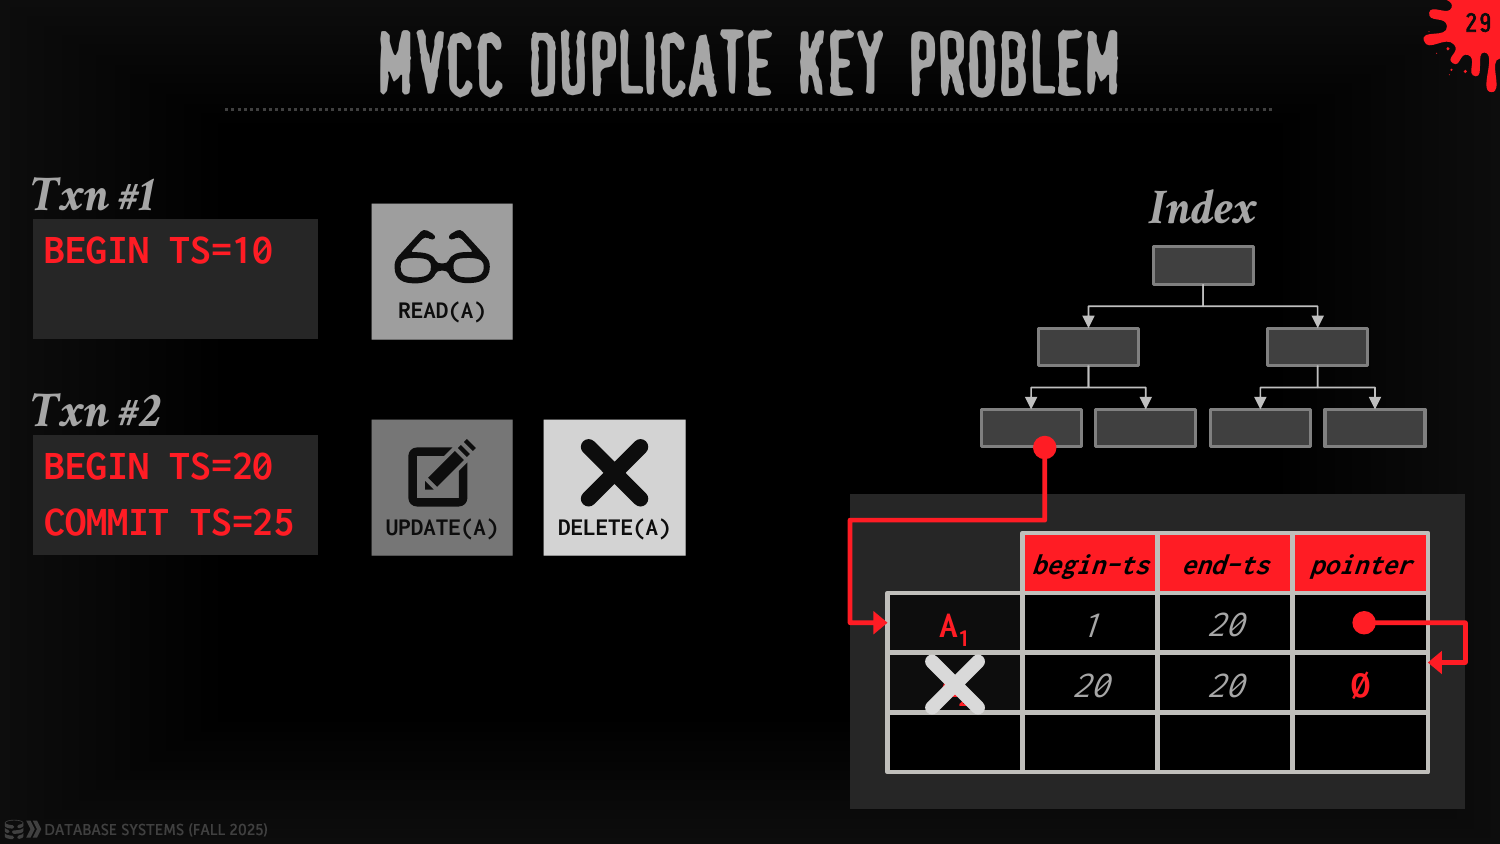 29
MVCC DUPLICATE KEY PROBLEM
Txn #1
BEGIN TS=10
READ(A)
Txn #2
BEGIN TS=20
COMMIT TS=25
UPDATE(A)
DELETE(A)
Index
begin-ts end-ts pointer
A1 1 20
20 20 Ø
DATABASE SYSTEMS (FALL 2025)